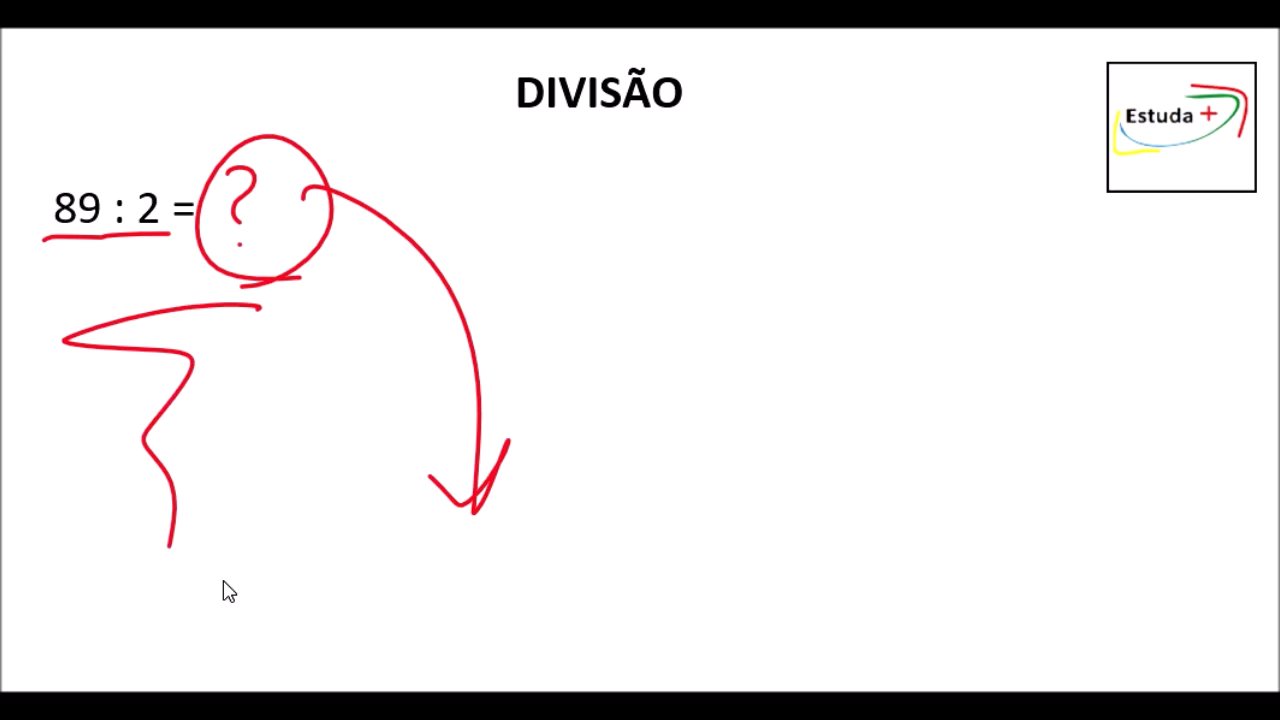 DIVISÃO
Estuda +
89 : 2 = ?